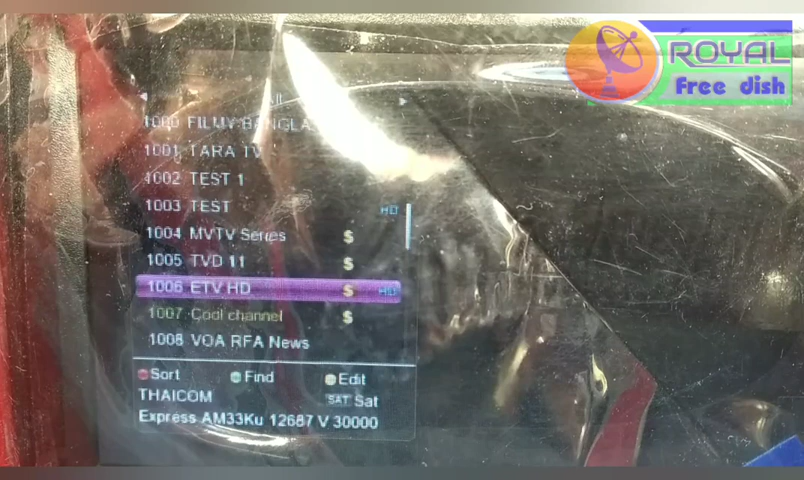 ROYAL
Free dish
All
1000 FILMY BANGLA
1001 TARA TV
1002 TEST 1
1003 TEST HD
1004 MVTV Series $
1005 TVD 11 $
1006 ETV HD $ HD
1007 Cool channel $
1008 VOA RFA News
Sort Find Edit
THAICOM SAT Sat
Express AM33Ku 12687 V 30000